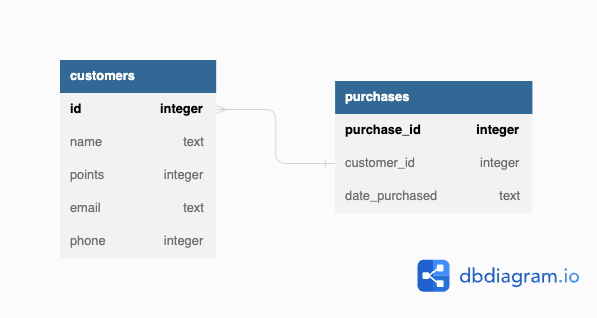 customers
id integer
name text
points integer
email text
phone integer
purchases
purchase_id integer
customer_id integer
date_purchased text
dbdiagram.io